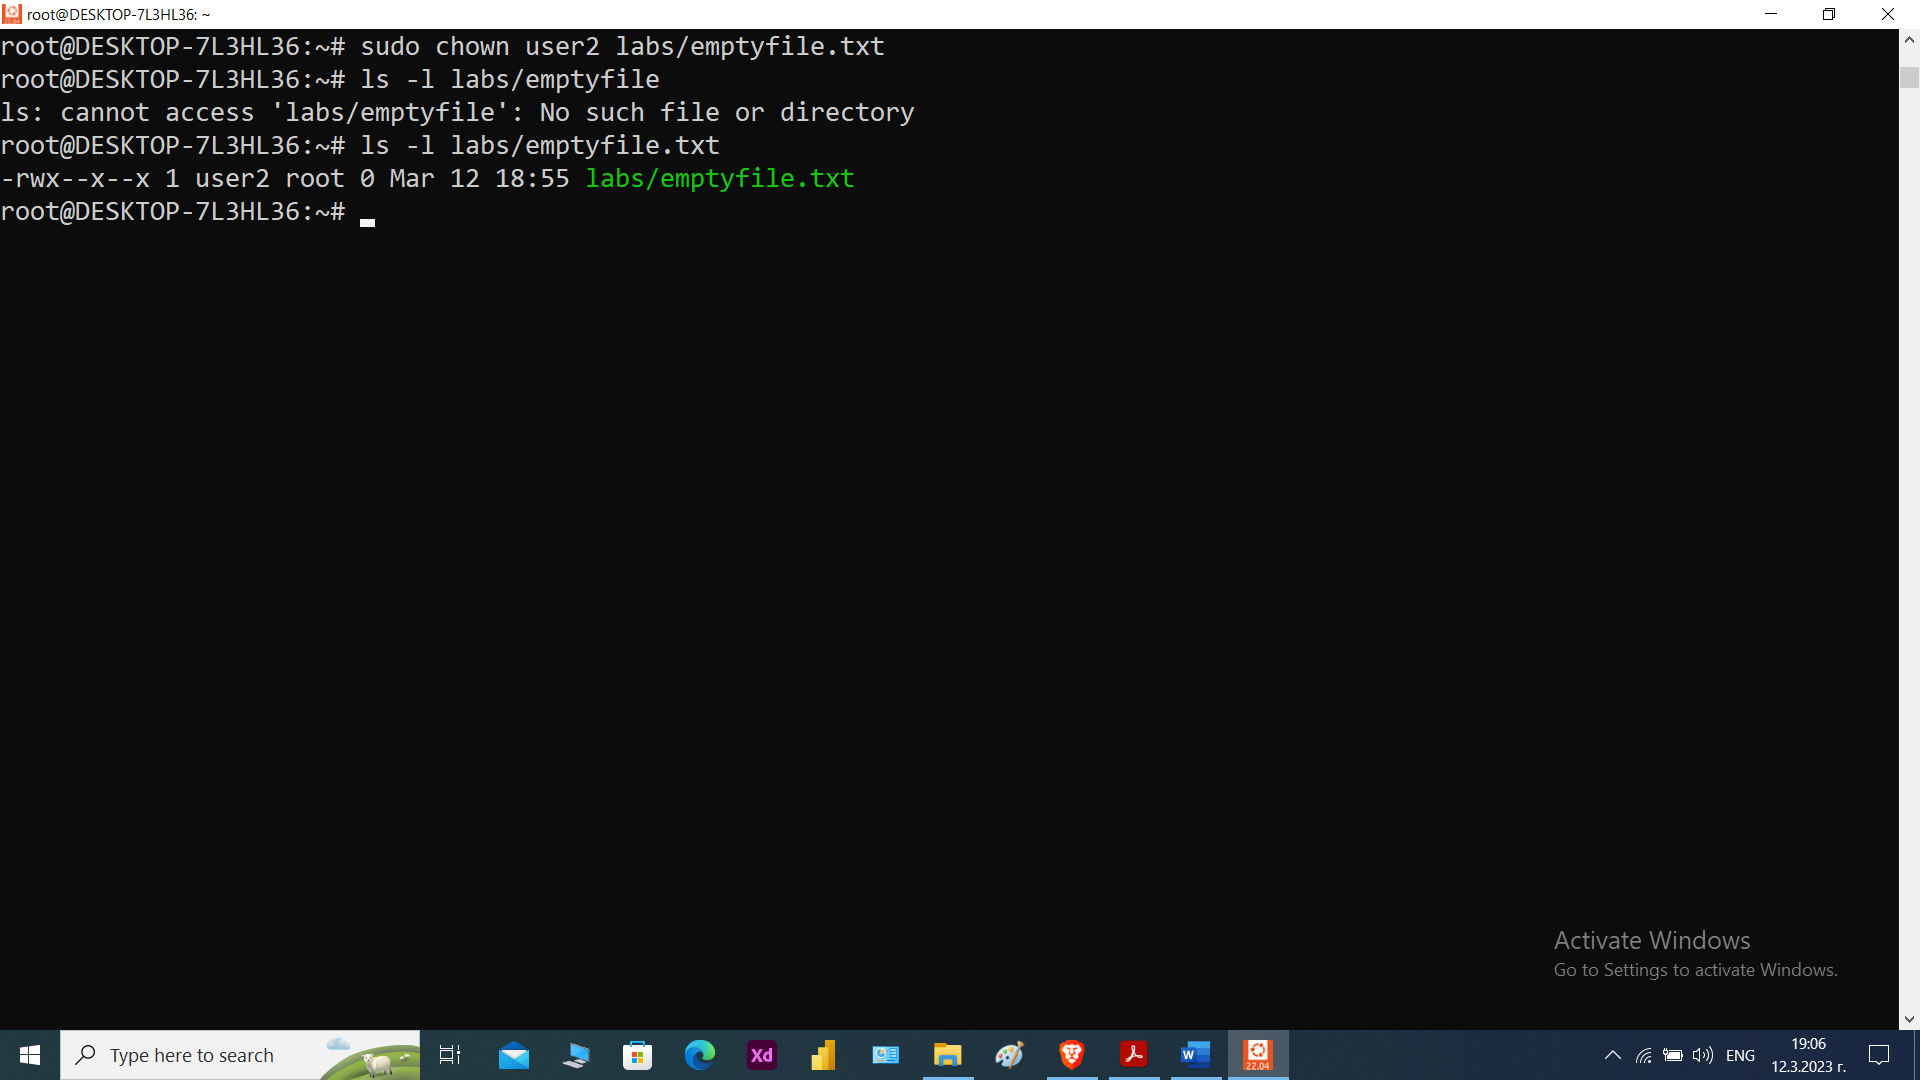 root@DESKTOP-7L3HL36: ~
root@DESKTOP-7L3HL36:~# sudo chown user2 labs/emptyfile.txt
root@DESKTOP-7L3HL36:~# ls -l labs/emptyfile
ls: cannot access 'labs/emptyfile': No such file or directory
root@DESKTOP-7L3HL36:~# ls -l labs/emptyfile.txt
-rwx--x--x 1 user2 root 0 Mar 12 18:55 labs/emptyfile.txt
root@DESKTOP-7L3HL36:~#
Activate Windows
Go to Settings to activate Windows.
Type here to search
Xd
W
22.04
ENG
19:06
12.3.2023 г.